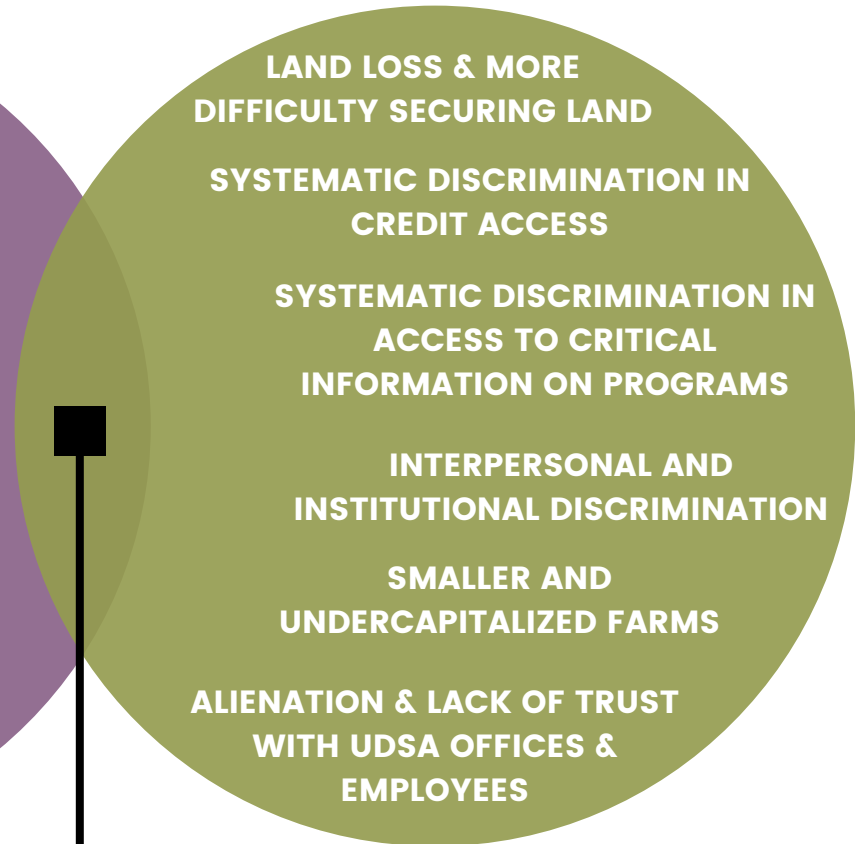 LAND LOSS & MORE
DIFFICULTY SECURING LAND
SYSTEMATIC DISCRIMINATION IN
CREDIT ACCESS
SYSTEMATIC DISCRIMINATION IN
ACCESS TO CRITICAL
INFORMATION ON PROGRAMS
INTERPERSONAL AND
INSTITUTIONAL DISCRIMINATION
SMALLER AND
UNDERCAPITALIZED FARMS
ALIENATION & LACK OF TRUST
WITH UDSA OFFICES &
EMPLOYEES